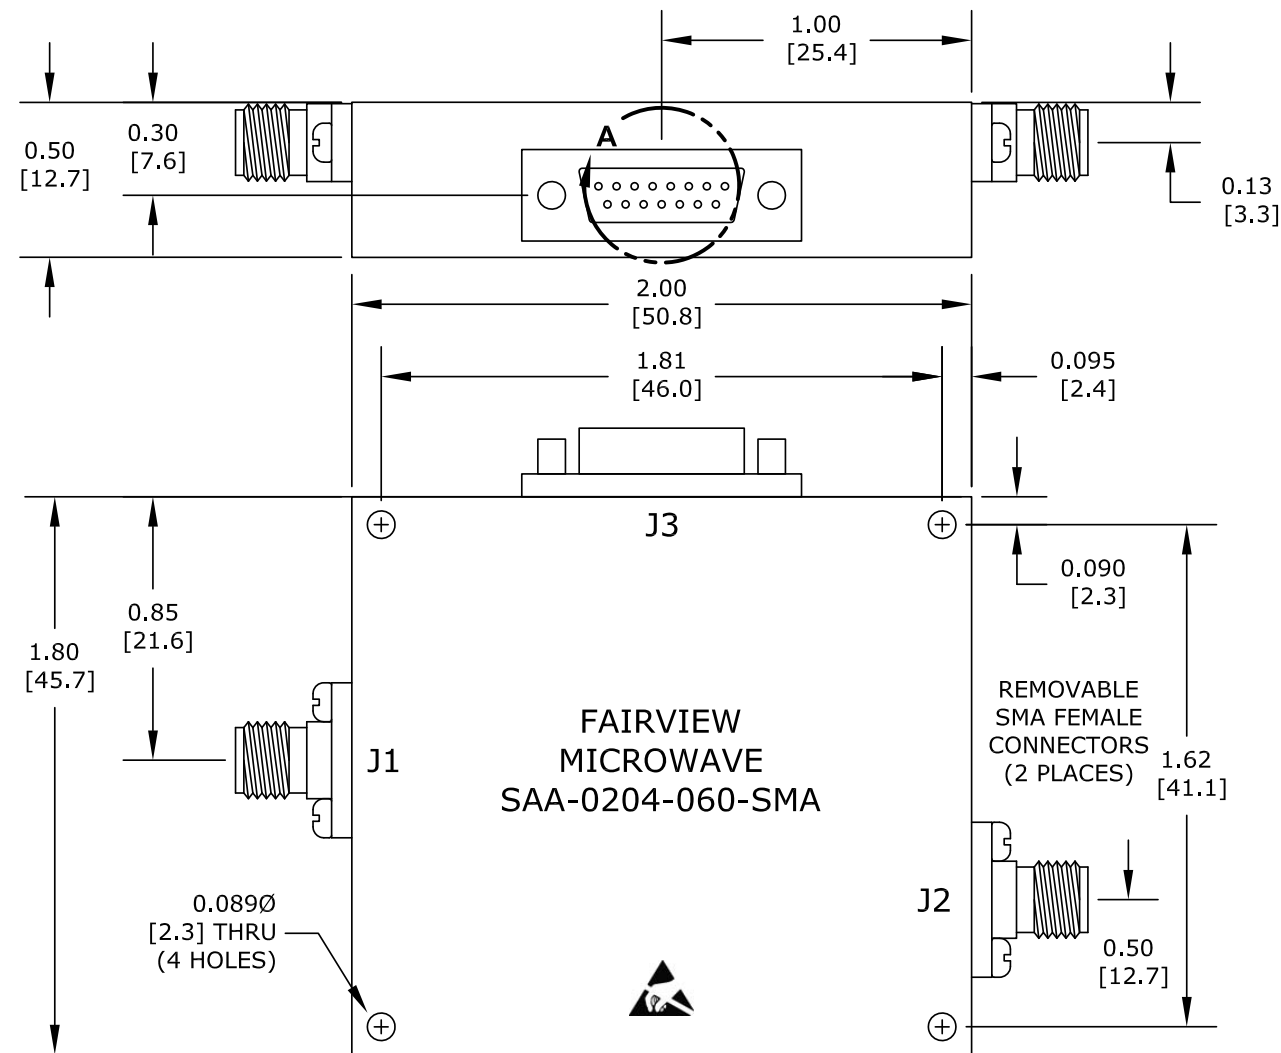 1.00
[25.4]
0.50
[12.7]
0.30
[7.6]
A
0.13
[3.3]
2.00
[50.8]
1.81
[46.0]
0.095
[2.4]
J3
0.090
[2.3]
0.85
[21.6]
1.80
[45.7]
REMOVABLE
SMA FEMALE
CONNECTORS
(2 PLACES)
1.62
[41.1]
J1
FAIRVIEW
MICROWAVE
SAA-0204-060-SMA
J2
0.089Ø
[2.3] THRU
(4 HOLES)
0.50
[12.7]